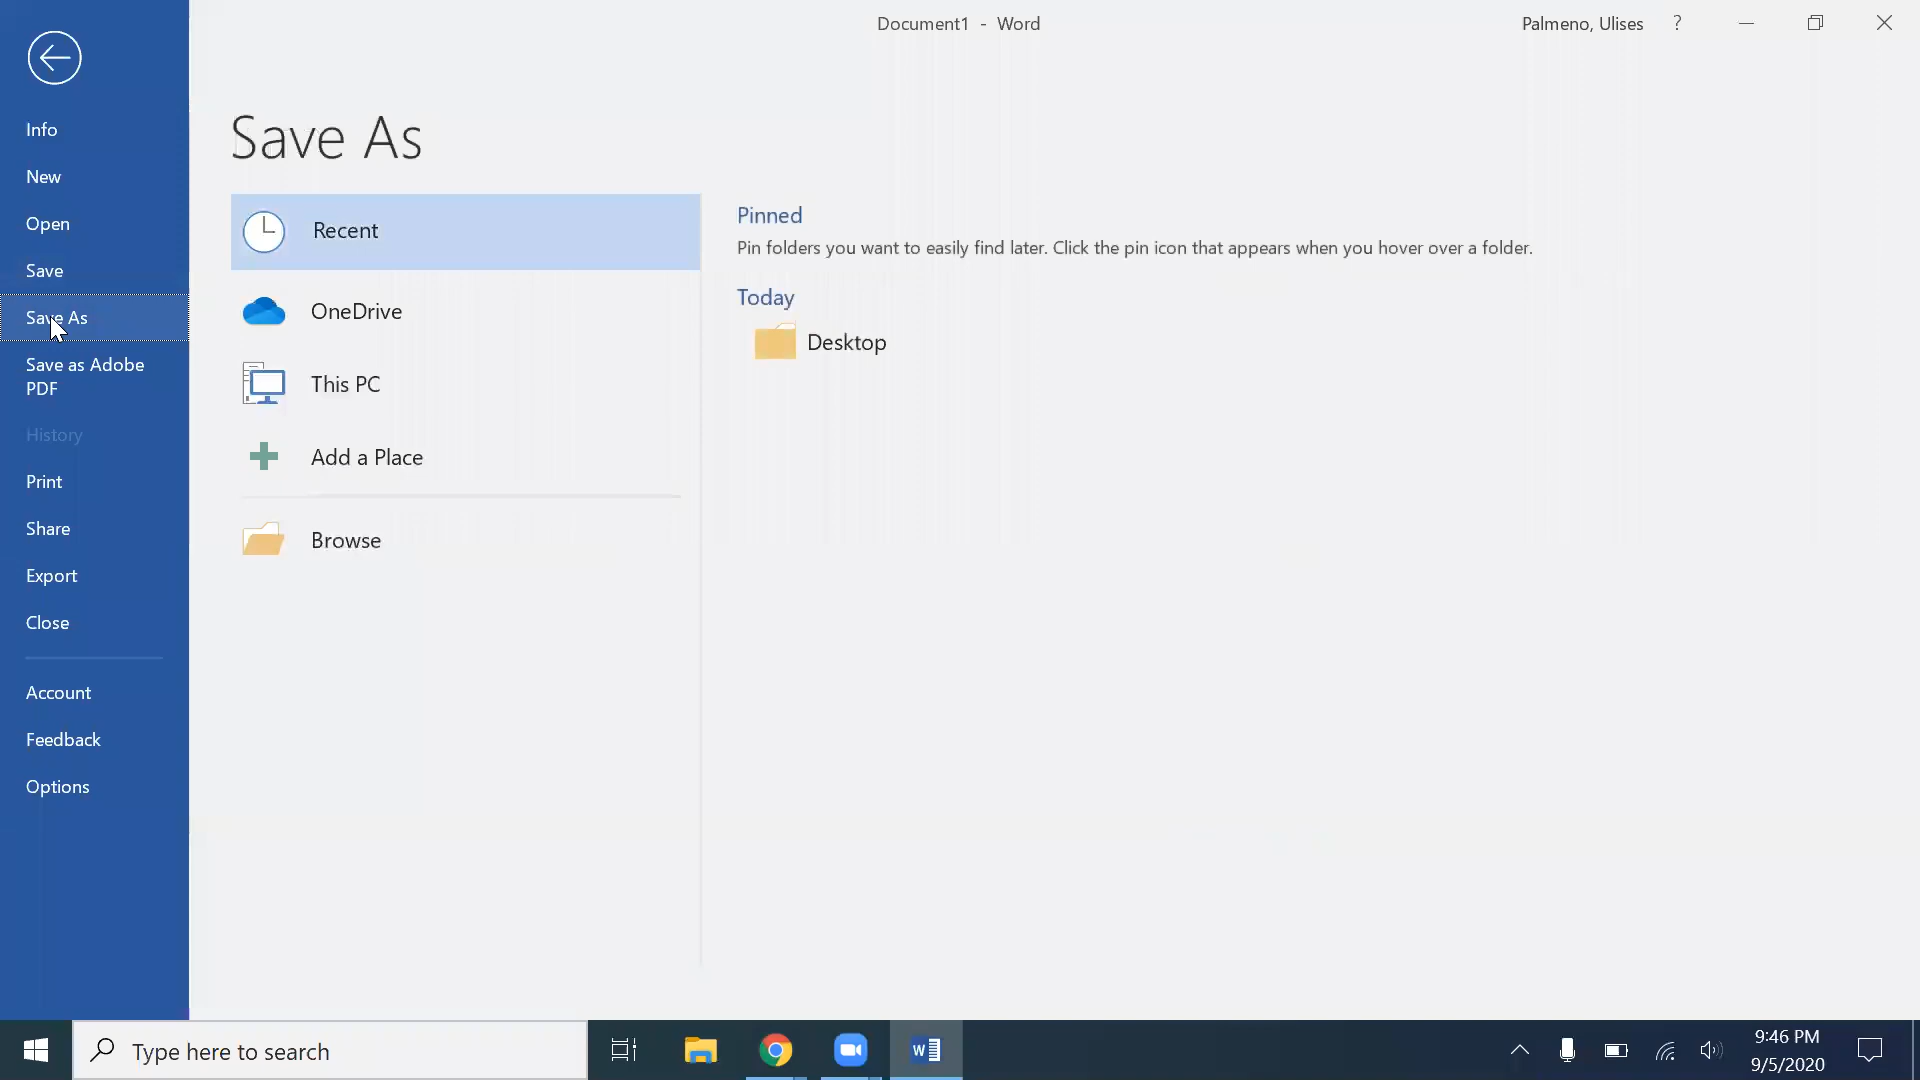 Document1 - Word
Palmeno, Ulises
?
Info
New
Open
Save
Save As
Save as Adobe
PDF
History
Print
Share
Export
Close
Account
Feedback
Options
Save As
Recent
OneDrive
This PC
Add a Place
Browse
Pinned
Pin folders you want to easily find later. Click the pin icon that appears when you hover over a folder.
Today
Desktop
Type here to search
W
9:46 PM
9/5/2020